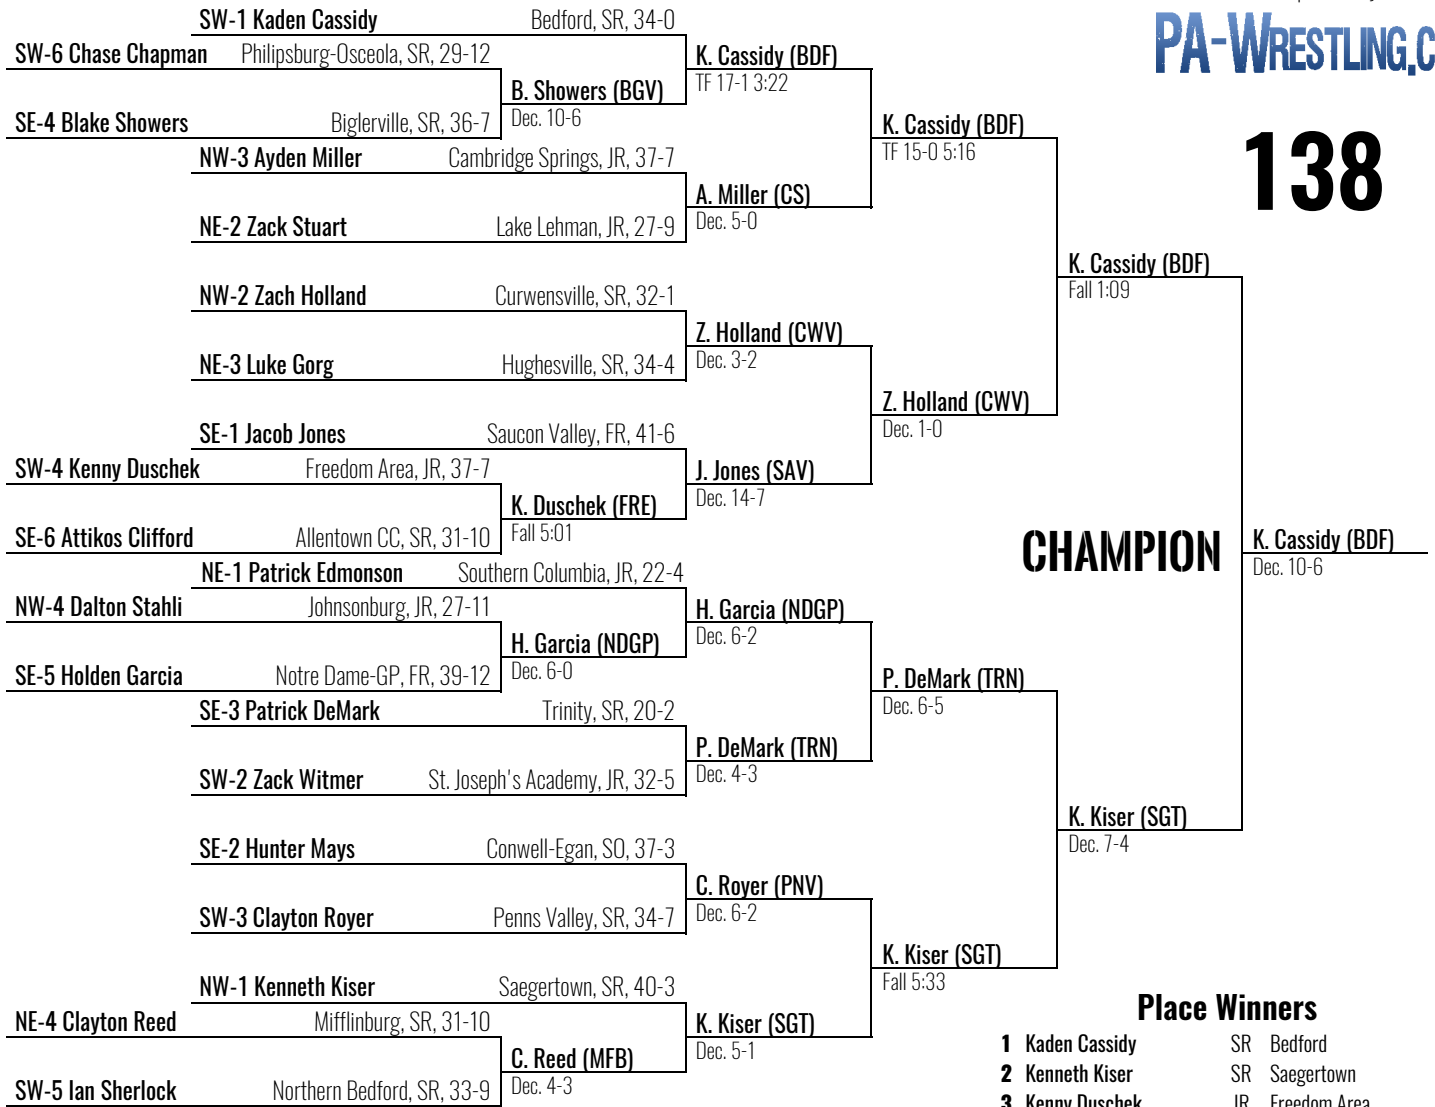 SW-1 Kaden Cassidy Bedford, SR, 34-0
SW-6 Chase Chapman Philipsburg-Osceola, SR, 29-12
K. Cassidy (BDF)
TF 17-1 3:22
PA-WRESTLING.C
B. Showers (BGV)
Dec. 10-6
SE-4 Blake Showers Biglerville, SR, 36-7
K. Cassidy (BDF)
TF 15-0 5:16
138
NW-3 Ayden Miller Cambridge Springs, JR, 37-7
A. Miller (CS)
Dec. 5-0
NE-2 Zack Stuart Lake Lehman, JR, 27-9
K. Cassidy (BDF)
Fall 1:09
NW-2 Zach Holland Curwensville, SR, 32-1
Z. Holland (CWV)
Dec. 3-2
NE-3 Luke Gorg Hughesville, SR, 34-4
Z. Holland (CWV)
Dec. 1-0
SE-1 Jacob Jones Saucon Valley, FR, 41-6
SW-4 Kenny Duschek Freedom Area, JR, 37-7
J. Jones (SAV)
Dec. 14-7
K. Duschek (FRE)
Fall 5:01
SE-6 Attikos Clifford Allentown CC, SR, 31-10
CHAMPION
K. Cassidy (BDF)
Dec. 10-6
NE-1 Patrick Edmonson Southern Columbia, JR, 22-4
NW-4 Dalton Stahli Johnsonburg, JR, 27-11
H. Garcia (NDGP)
Dec. 6-2
H. Garcia (NDGP)
Dec. 6-0
SE-5 Holden Garcia Notre Dame-GP, FR, 39-12
P. DeMark (TRN)
Dec. 6-5
SE-3 Patrick DeMark Trinity, SR, 20-2
P. DeMark (TRN)
Dec. 4-3
SW-2 Zack Witmer St. Joseph's Academy, JR, 32-5
K. Kiser (SGT)
Dec. 7-4
SE-2 Hunter Mays Conwell-Egan, SO, 37-3
C. Royer (PNV)
Dec. 6-2
SW-3 Clayton Royer Penns Valley, SR, 34-7
K. Kiser (SGT)
Fall 5:33
NW-1 Kenneth Kiser Saegertown, SR, 40-3
NE-4 Clayton Reed Mifflinburg, SR, 31-10
K. Kiser (SGT)
Dec. 5-1
C. Reed (MFB)
Dec. 4-3
SW-5 Ian Sherlock Northern Bedford, SR, 33-9
Place Winners
1 Kaden Cassidy SR Bedford
2 Kenneth Kiser SR Saegertown
3 Kenny Duschek JR Freedom Area